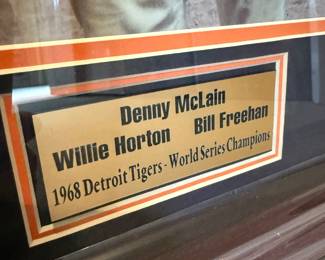 Denny McLain
Willie Horton Bill Freehan
1968 Detroit Tigers - World Series Champions